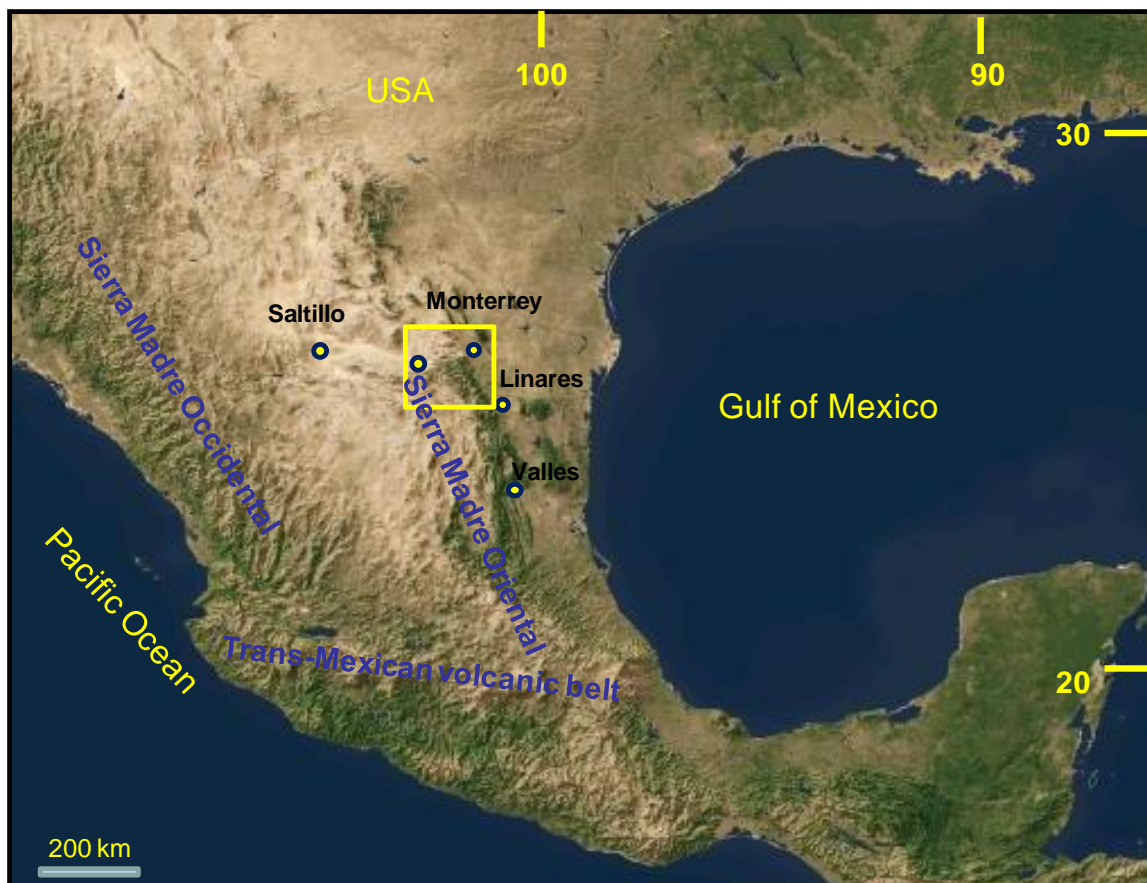 100
90
USA
30
Sierra Madre Occidental
Monterrey
Saltillo
Linares
Sierra Madre Oriental
Gulf of Mexico
Valles
Pacific Ocean
Trans-Mexican volcanic belt
20
200 km